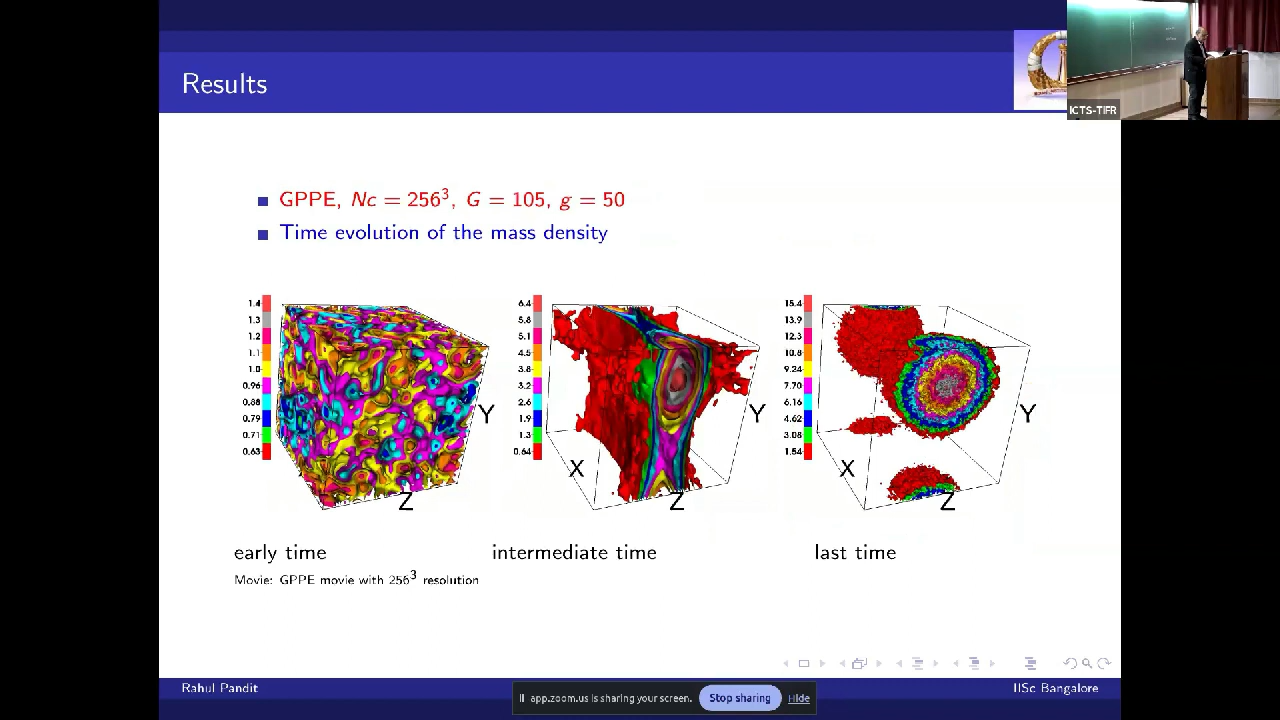 Results
ICTS-TIFR
GPPE, Nc = 256³, G = 105, g = 50
Time evolution of the mass density
1.4
1.3
1.2
1.1
1.0
0.96
0.88
0.79
0.71
0.63
Y
Z
6.4
5.8
5.1
4.5
3.8
3.2
2.6
1.9
1.3
0.64
X
Y
Z
15.4
13.9
12.3
10.8
9.24
7.70
6.16
4.62
3.08
1.54
X
Y
Z
early time
intermediate time
last time
Movie: GPPE movie with 256³ resolution
Rahul Pandit
IISc Bangalore
app.zoom.us is sharing your screen.
Stop sharing
Hide